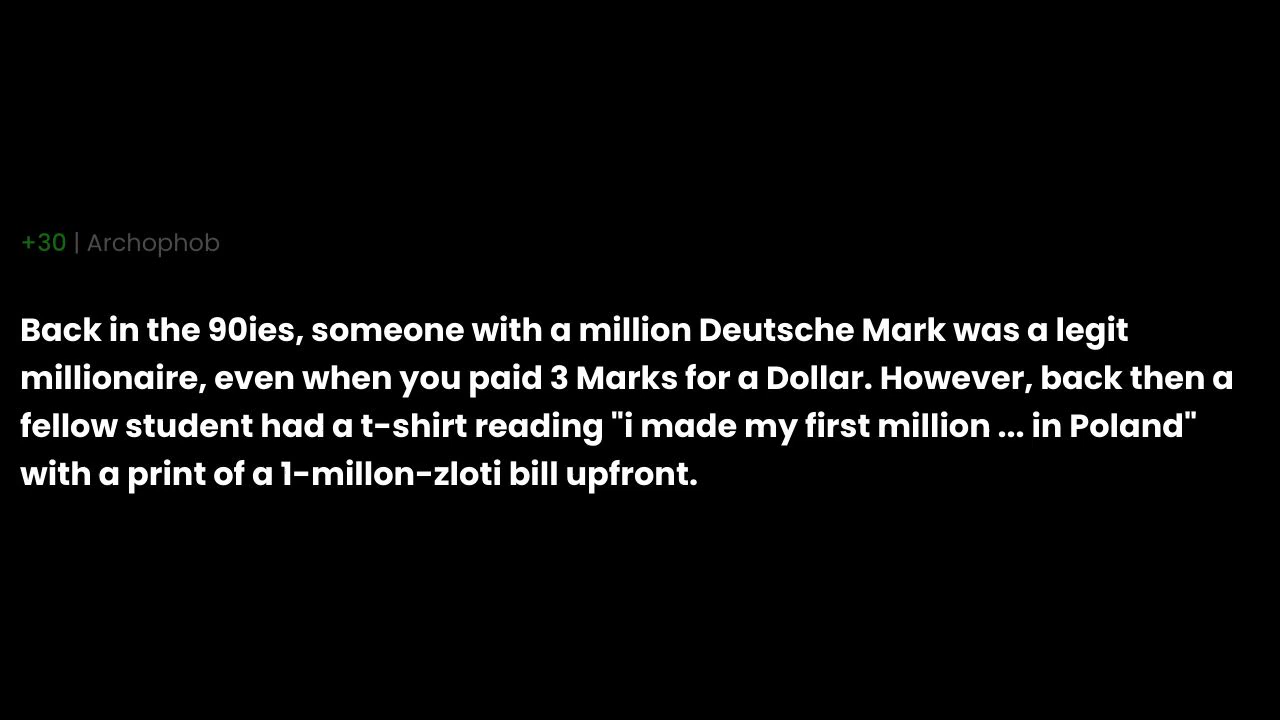 +30 | Archophob
Back in the 90ies, someone with a million Deutsche Mark was a legit
millionaire, even when you paid 3 Marks for a Dollar. However, back then a
fellow student had a t-shirt reading "i made my first million ... in Poland"
with a print of a 1-millon-zloti bill upfront.